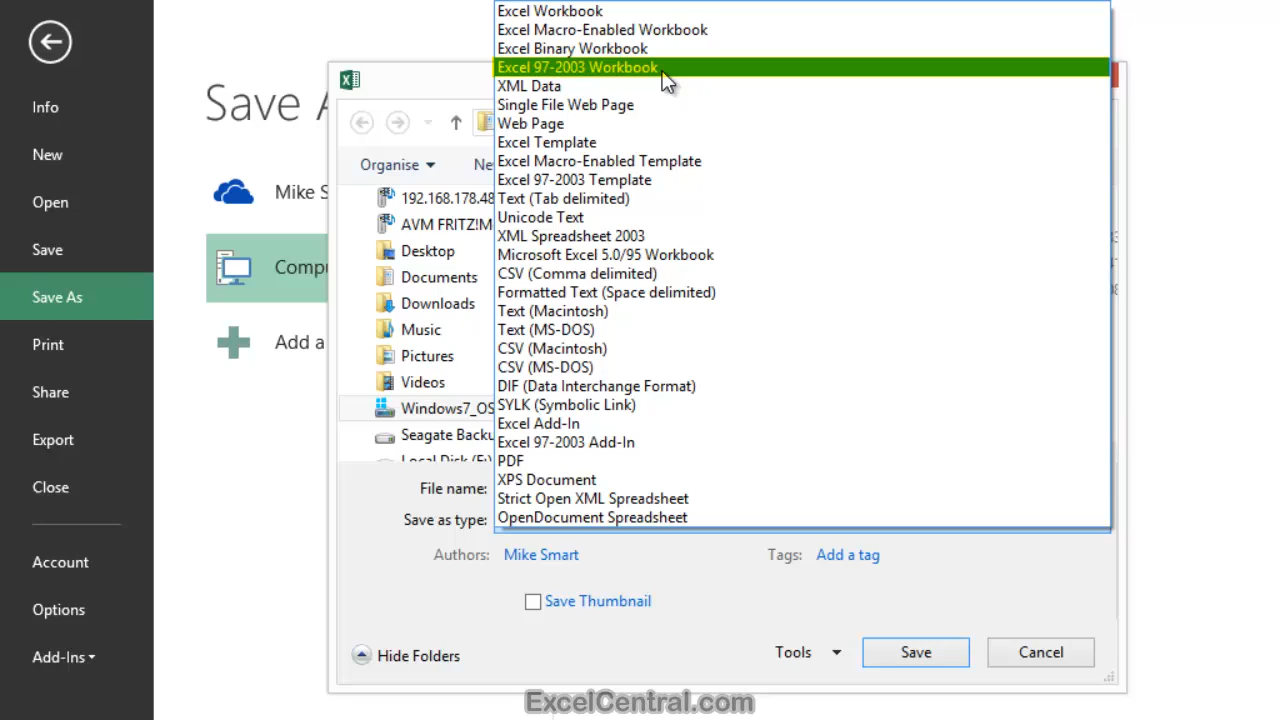 Info
New
Open
Save
Save As
Print
Share
Export
Close
Account
Options
Add-Ins
Save A
Mike S
Compu
Add a
Organise
Ne
192.168.178.48
AVM FRITZ!M
Desktop
Documents
Downloads
Music
Pictures
Videos
Windows7_OS
Seagate Backu
Local Disk (F:)
Excel Workbook
Excel Macro-Enabled Workbook
Excel Binary Workbook
Excel 97-2003 Workbook
XML Data
Single File Web Page
Web Page
Excel Template
Excel Macro-Enabled Template
Excel 97-2003 Template
Text (Tab delimited)
Unicode Text
XML Spreadsheet 2003
Microsoft Excel 5.0/95 Workbook
CSV (Comma delimited)
Formatted Text (Space delimited)
Text (Macintosh)
Text (MS-DOS)
CSV (Macintosh)
CSV (MS-DOS)
DIF (Data Interchange Format)
SYLK (Symbolic Link)
Excel Add-In
Excel 97-2003 Add-In
PDF
XPS Document
Strict Open XML Spreadsheet
OpenDocument Spreadsheet
File name:
Save as type:
Authors: Mike Smart Tags: Add a tag
Save Thumbnail
Hide Folders Tools Save Cancel
ExcelCentral.com